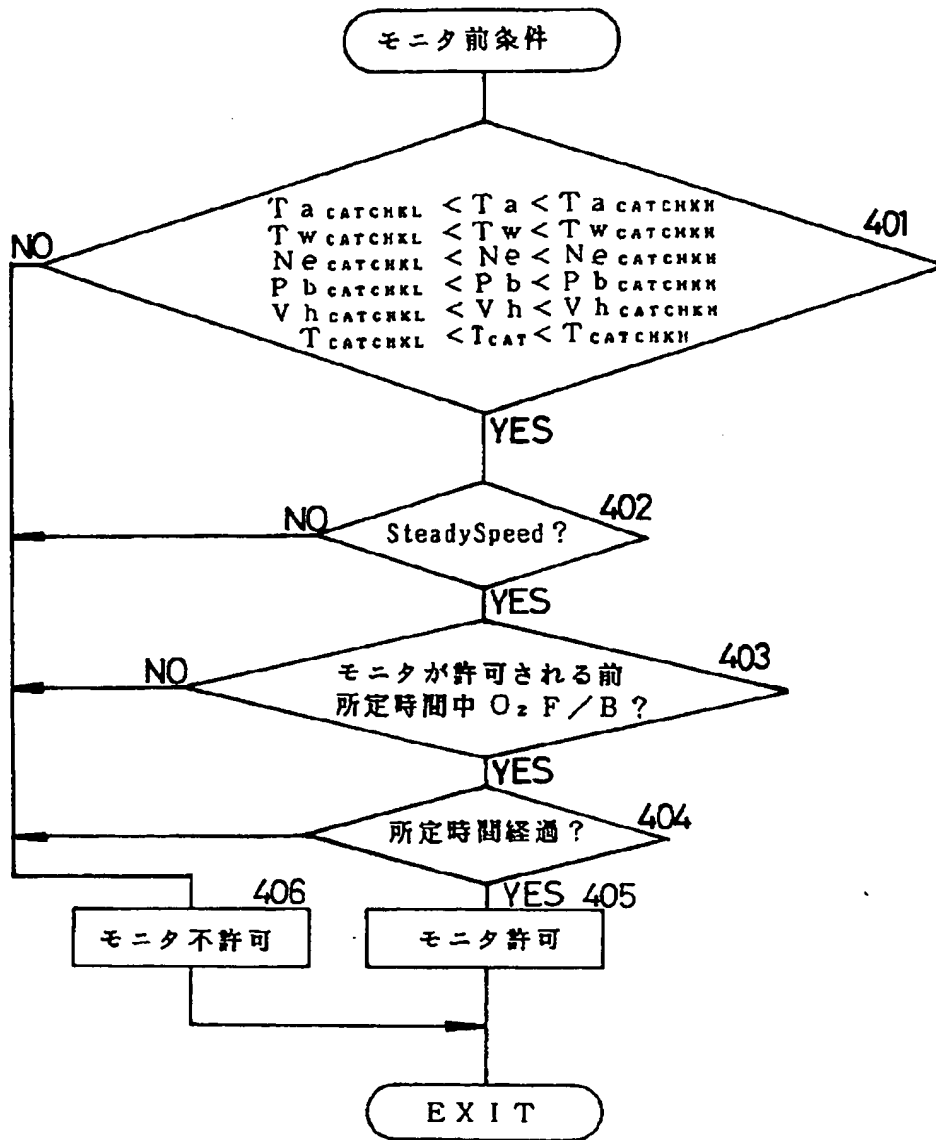 モニタ前条件
Ta CATCHKL < Ta < Ta CATCHKH
Tw CATCHKL < Tw < Tw CATCHKH
Ne CATCHKL < Ne < Ne CATCHKH
Pb CATCHKL < Pb < Pb CATCHKH
Vh CATCHKL < Vh < Vh CATCHKH
T CATCHKL < TCAT < T CATCHKH
401
NO
YES
402
NO
SteadySpeed?
YES
403
NO
モニタが許可される前
所定時間中 O₂ F/B?
YES
404
所定時間経過?
YES
406
405
モニタ不許可
モニタ許可
EXIT